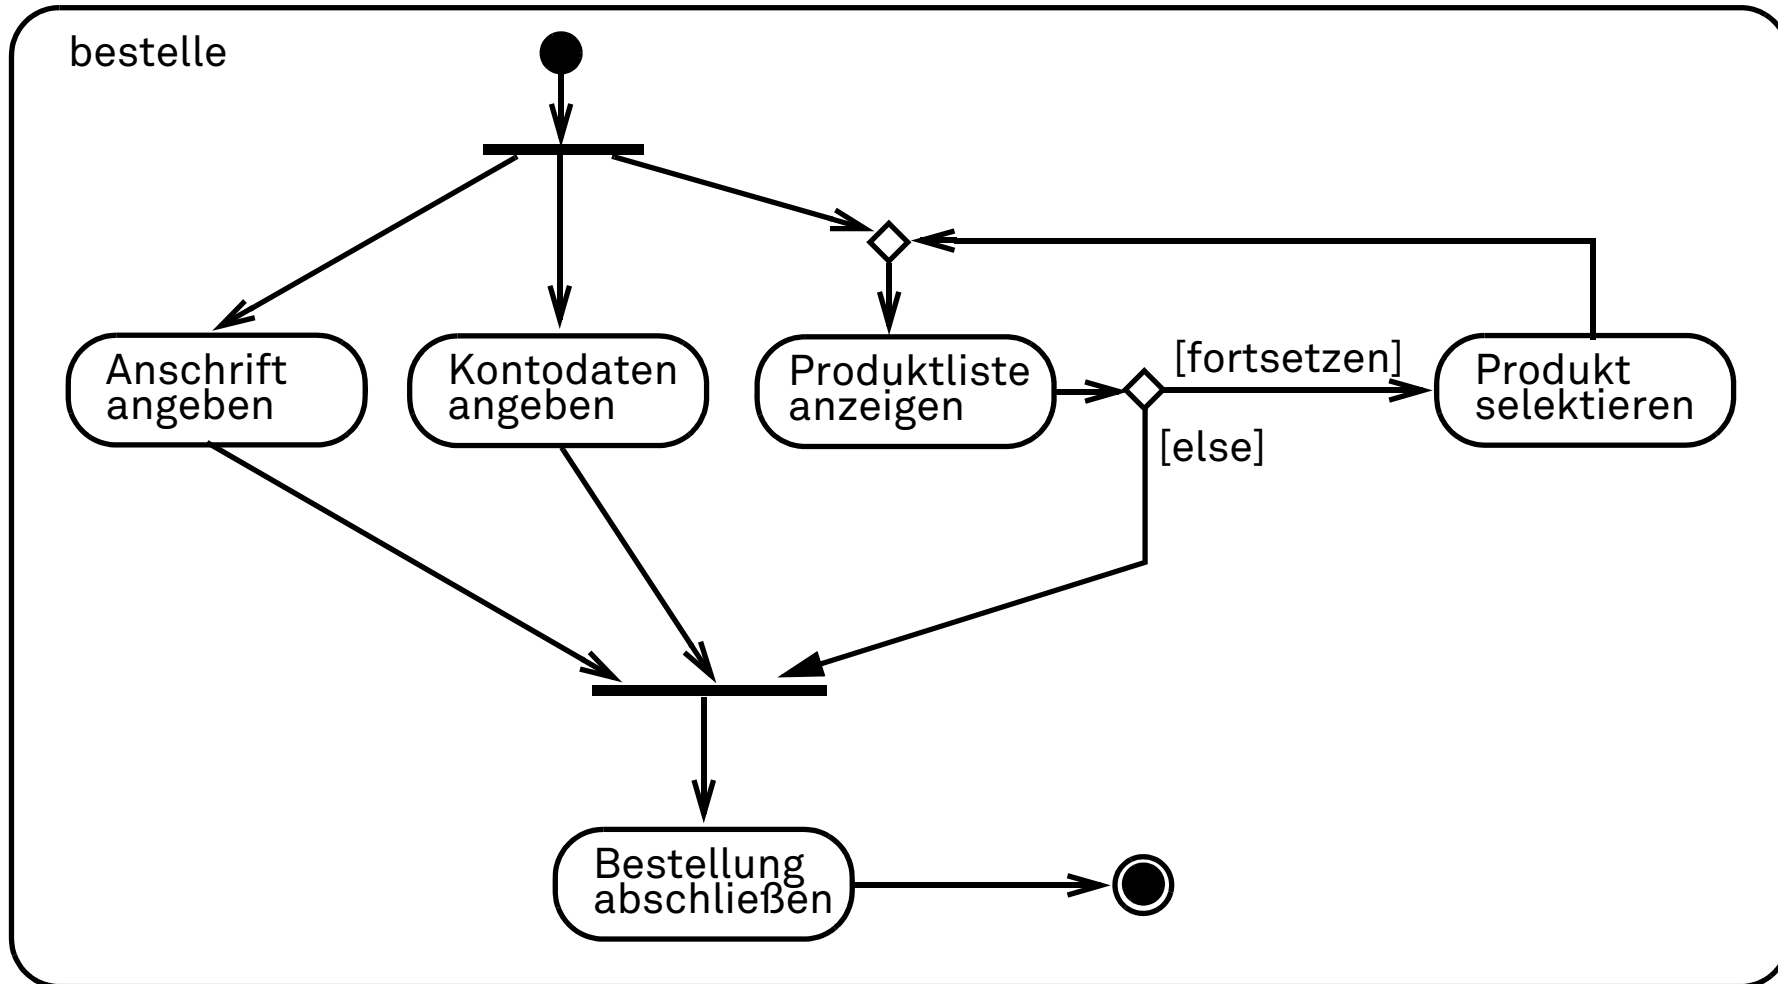 bestelle
Anschrift
angeben
Kontodaten
angeben
Produktliste
anzeigen
[fortsetzen]
[else]
Produkt
selektieren
Bestellung
abschließen